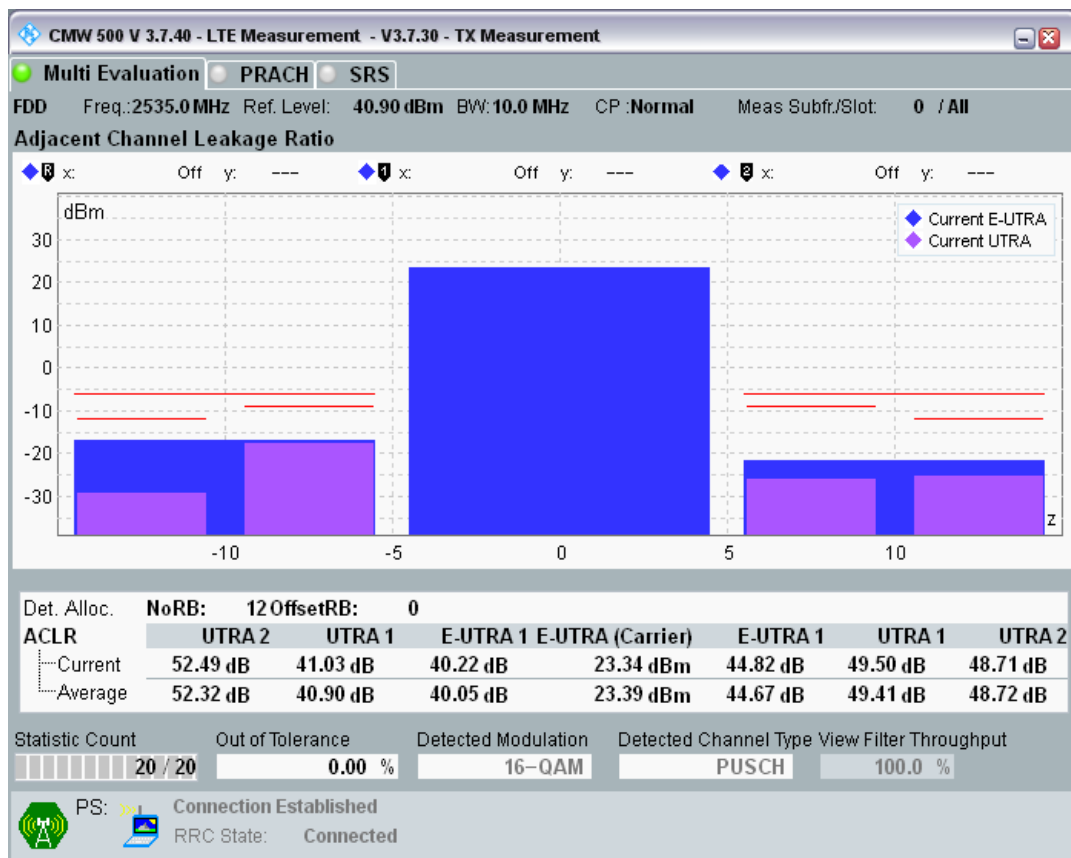 CMW 500 V 3.7.40 - LTE Measurement - V3.7.30 - TX Measurement
Multi Evaluation PRACH SRS
FDD Freq.:2535.0 MHz Ref. Level: 40.90 dBm BW:10.0 MHz CP :Normal Meas Subfr./Slot: 0 / All
Adjacent Channel Leakage Ratio
R x: Off y: --- 1 x: Off y: --- 2 x: Off y: ---
dBm
Current E-UTRA
Current UTRA
30
20
10
0
-10
-20
-30
z
-10 -5 0 5 10
Det. Alloc. NoRB: 12 OffsetRB: 0
ACLR UTRA 2 UTRA 1 E-UTRA 1 E-UTRA (Carrier) E-UTRA 1 UTRA 1 UTRA 2
Current 52.49 dB 41.03 dB 40.22 dB 23.34 dBm 44.82 dB 49.50 dB 48.71 dB
Average 52.32 dB 40.90 dB 40.05 dB 23.39 dBm 44.67 dB 49.41 dB 48.72 dB
Statistic Count Out of Tolerance Detected Modulation Detected Channel Type View Filter Throughput
20 / 20 0.00 % 16-QAM PUSCH 100.0 %
PS: Connection Established
RRC State: Connected